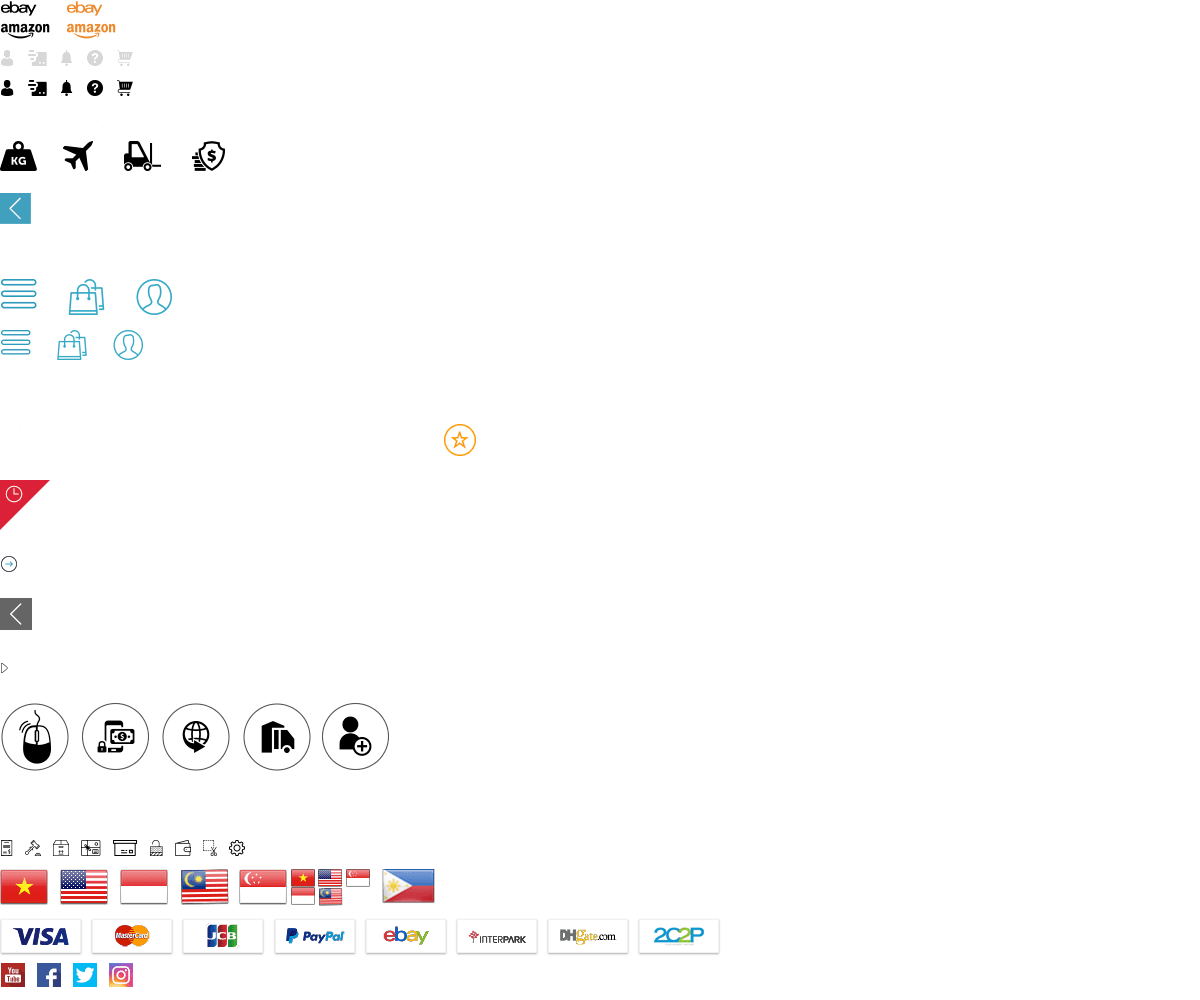 ebay ebay
amazon amazon
? ?
? ?
KG $
$
VISA MasterCard JCB PayPal ebay INTERPARK DHgate.com 2C2P
You Tube f